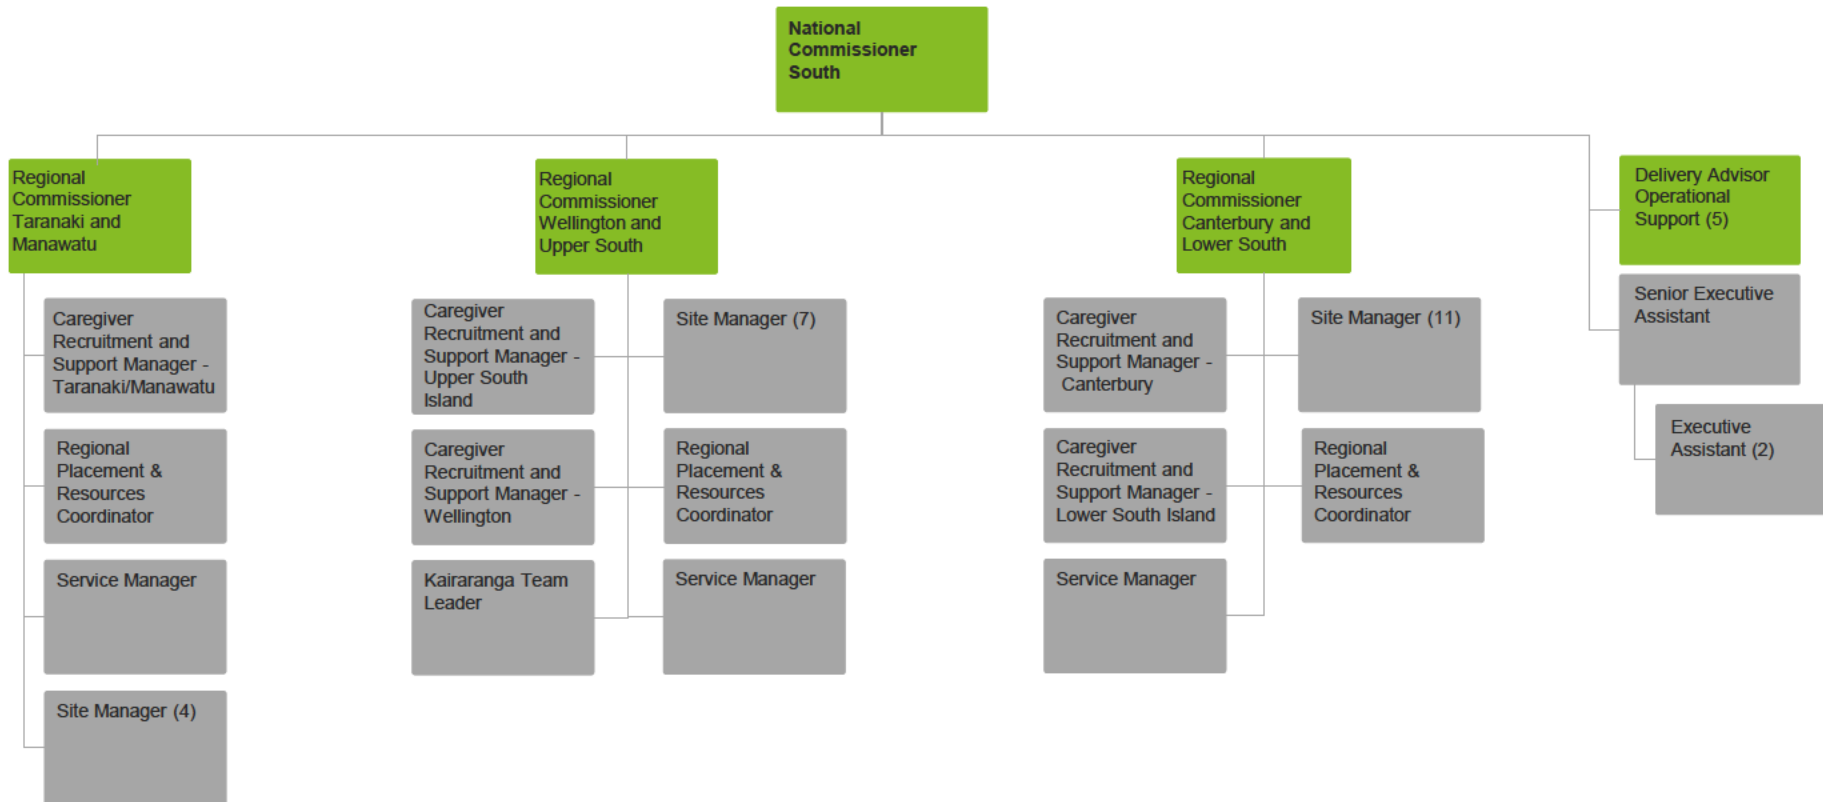 National
Commissioner
South
Regional
Commissioner
Taranaki and
Manawatu
Regional
Commissioner
Wellington and
Upper South
Regional
Commissioner
Canterbury and
Lower South
Delivery Advisor
Operational
Support (5)
Senior Executive
Assistant
Executive
Assistant (2)
Caregiver
Recruitment and
Support Manager -
Taranaki/Manawatu
Regional
Placement &
Resources
Coordinator
Service Manager
Site Manager (4)
Caregiver
Recruitment and
Support Manager -
Upper South
Island
Site Manager (7)
Caregiver
Recruitment and
Support Manager -
Wellington
Regional
Placement &
Resources
Coordinator
Kairaranga Team
Leader
Service Manager
Caregiver
Recruitment and
Support Manager -
Canterbury
Site Manager (11)
Caregiver
Recruitment and
Support Manager -
Lower South Island
Regional
Placement &
Resources
Coordinator
Service Manager